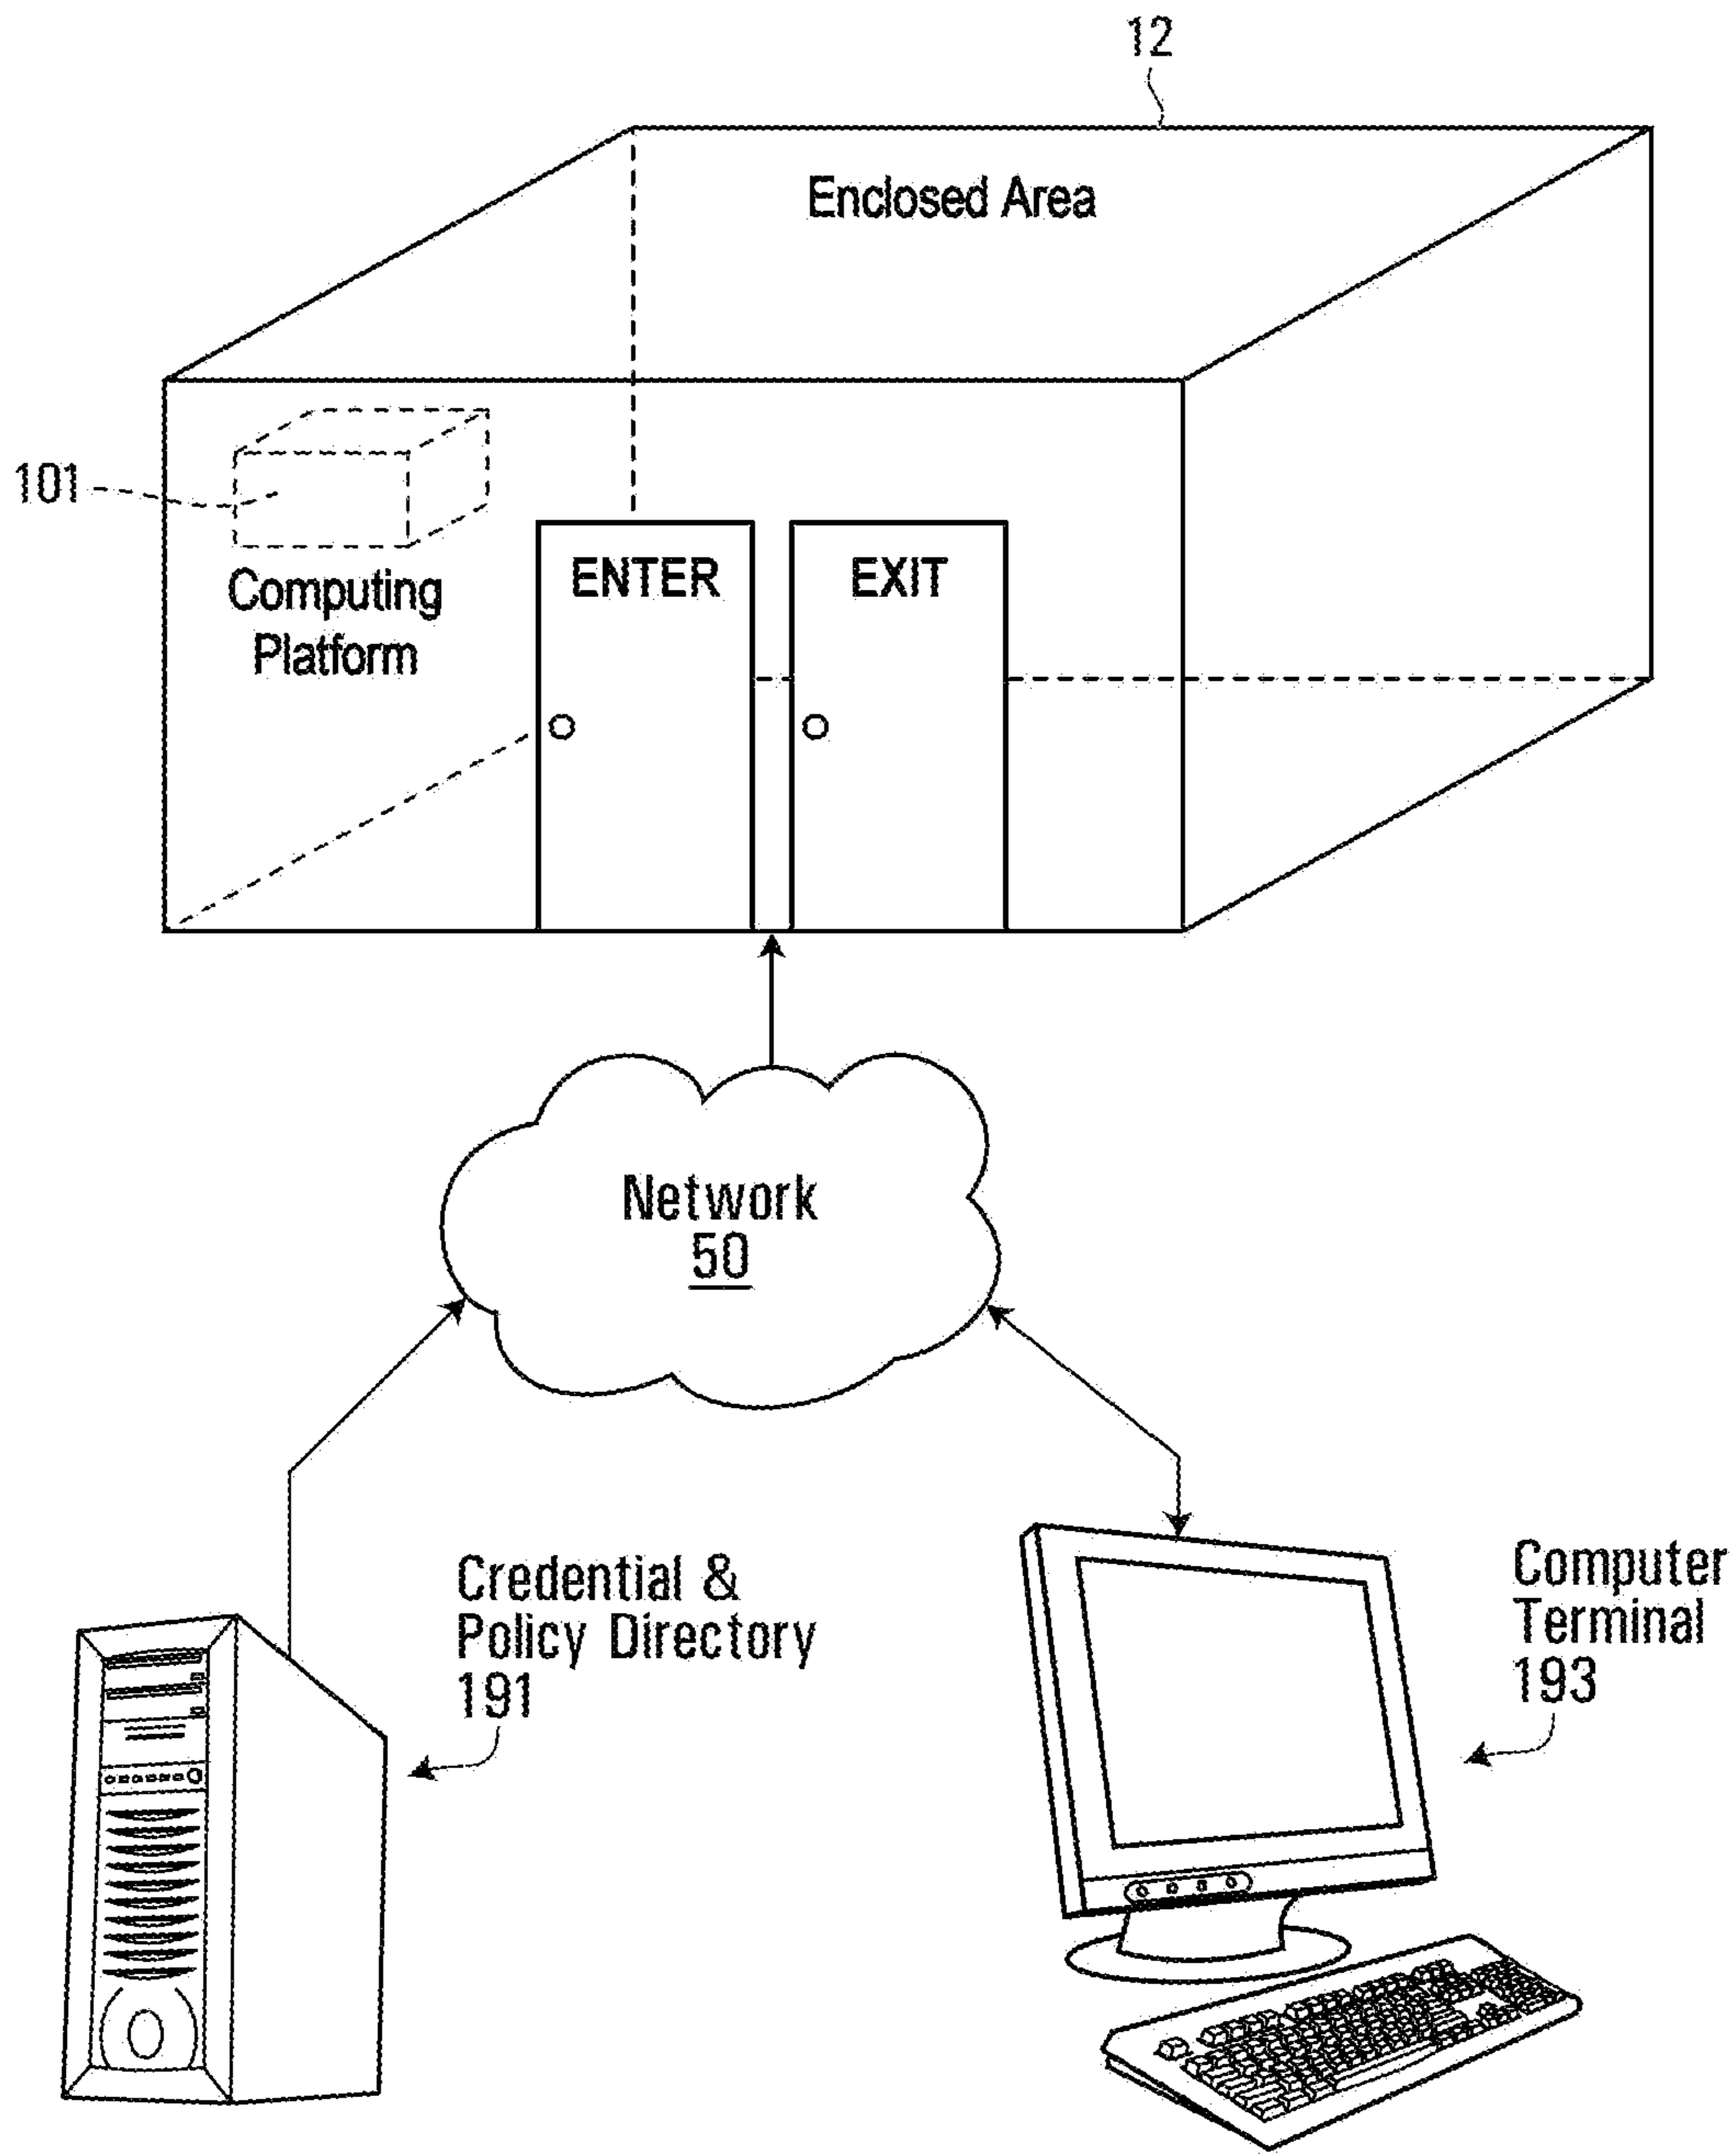 12
Enclosed Area
101
Computing
Platform
ENTER
EXIT
Network
50
Credential &
Policy Directory
191
Computer
Terminal
193